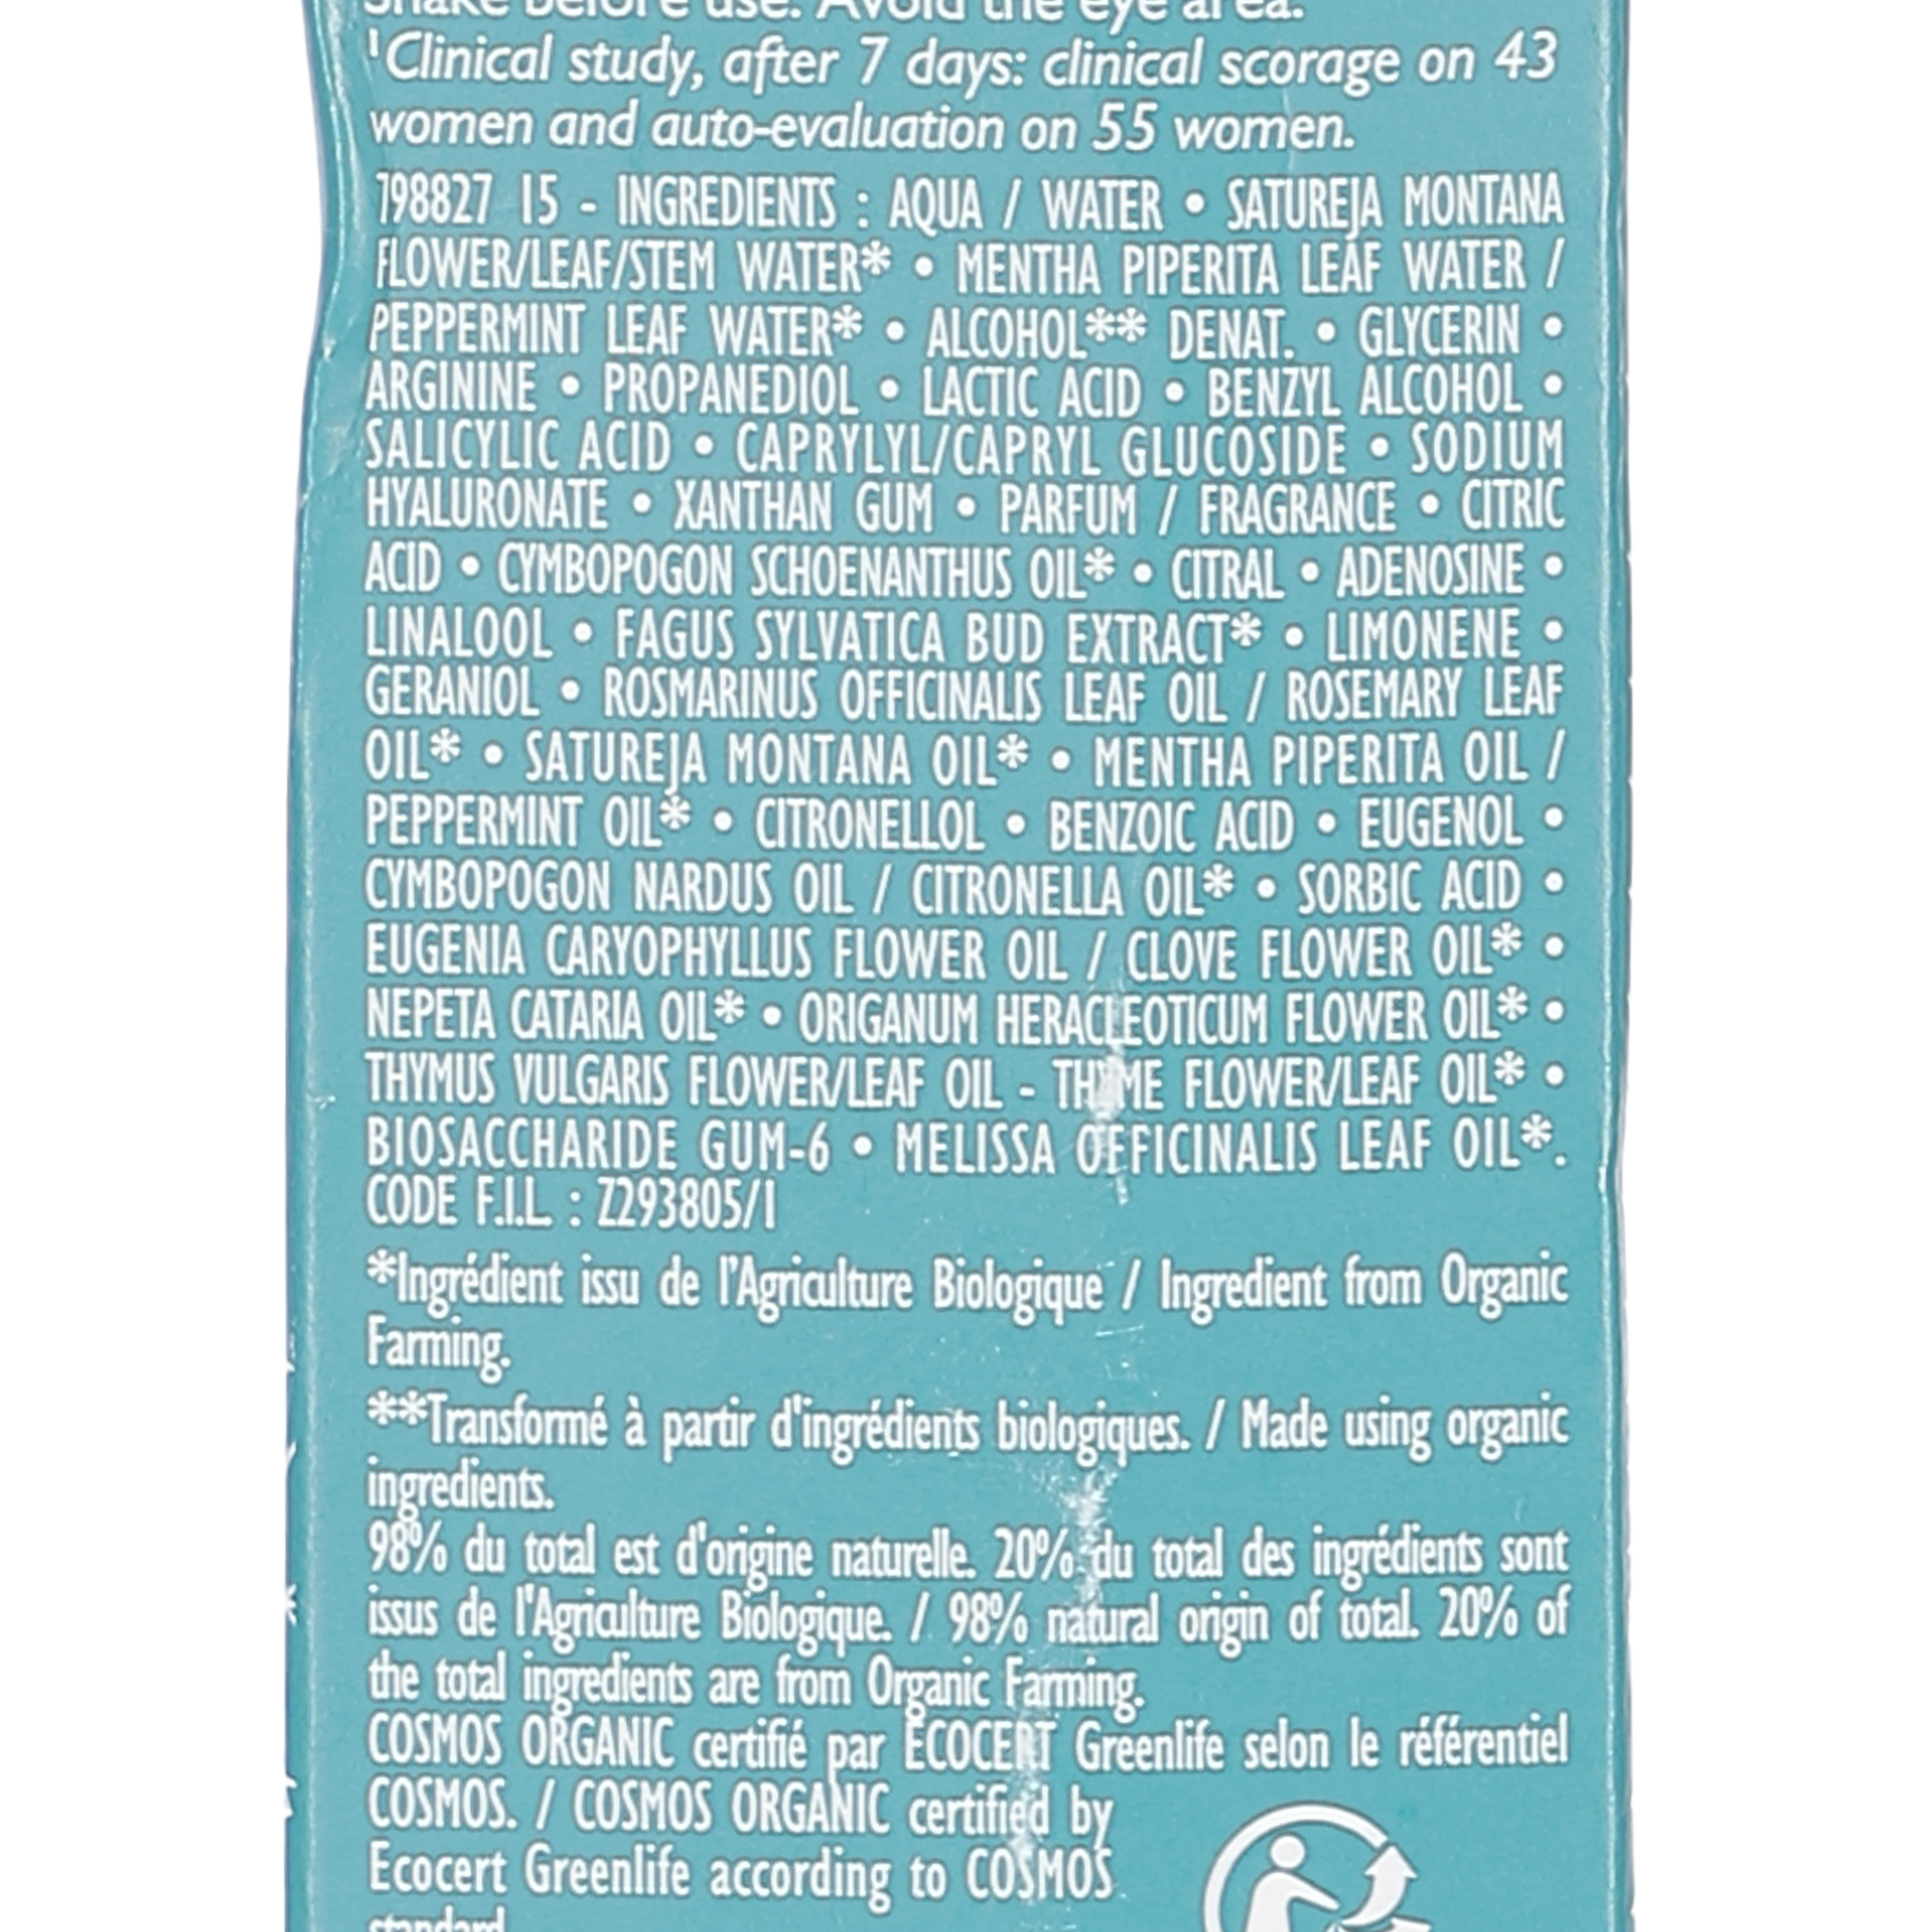 Shake before use. Avoid the eye area.
¹Clinical study, after 7 days: clinical scorage on 43
women and auto-evaluation on 55 women.
798827 15 - INGREDIENTS : AQUA / WATER • SATUREJA MONTANA
FLOWER/LEAF/STEM WATER* • MENTHA PIPERITA LEAF WATER /
PEPPERMINT LEAF WATER* • ALCOHOL** DENAT. • GLYCERIN •
ARGININE • PROPANEDIOL • LACTIC ACID • BENZYL ALCOHOL •
SALICYLIC ACID • CAPRYLYL/CAPRYL GLUCOSIDE • SODIUM
HYALURONATE • XANTHAN GUM • PARFUM / FRAGRANCE • CITRIC
ACID • CYMBOPOGON SCHOENANTHUS OIL* • CITRAL • ADENOSINE •
LINALOOL • FAGUS SYLVATICA BUD EXTRACT* • LIMONENE •
GERANIOL • ROSMARINUS OFFICINALIS LEAF OIL / ROSEMARY LEAF
OIL* • SATUREJA MONTANA OIL* • MENTHA PIPERITA OIL /
PEPPERMINT OIL* • CITRONELLOL • BENZOIC ACID • EUGENOL •
CYMBOPOGON NARDUS OIL / CITRONELLA OIL* • SORBIC ACID •
EUGENIA CARYOPHYLLUS FLOWER OIL / CLOVE FLOWER OIL* •
NEPETA CATARIA OIL* • ORIGANUM HERACLEOTICUM FLOWER OIL* •
THYMUS VULGARIS FLOWER/LEAF OIL - THYME FLOWER/LEAF OIL* •
BIOSACCHARIDE GUM-6 • MELISSA OFFICINALIS LEAF OIL*.
CODE F.I.L. : Z293805/1
*Ingrédient issu de l'Agriculture Biologique / Ingredient from Organic
Farming.
**Transformé à partir d'ingrédients biologiques. / Made using organic
ingredients.
98% du total est d'origine naturelle. 20% du total des ingrédients sont
issus de l'Agriculture Biologique. / 98% natural origin of total. 20% of
the total ingredients are from Organic Farming.
COSMOS ORGANIC certifié par ECOCERT Greenlife selon le référentiel
COSMOS. / COSMOS ORGANIC certified by
Ecocert Greenlife according to COSMOS
standard.